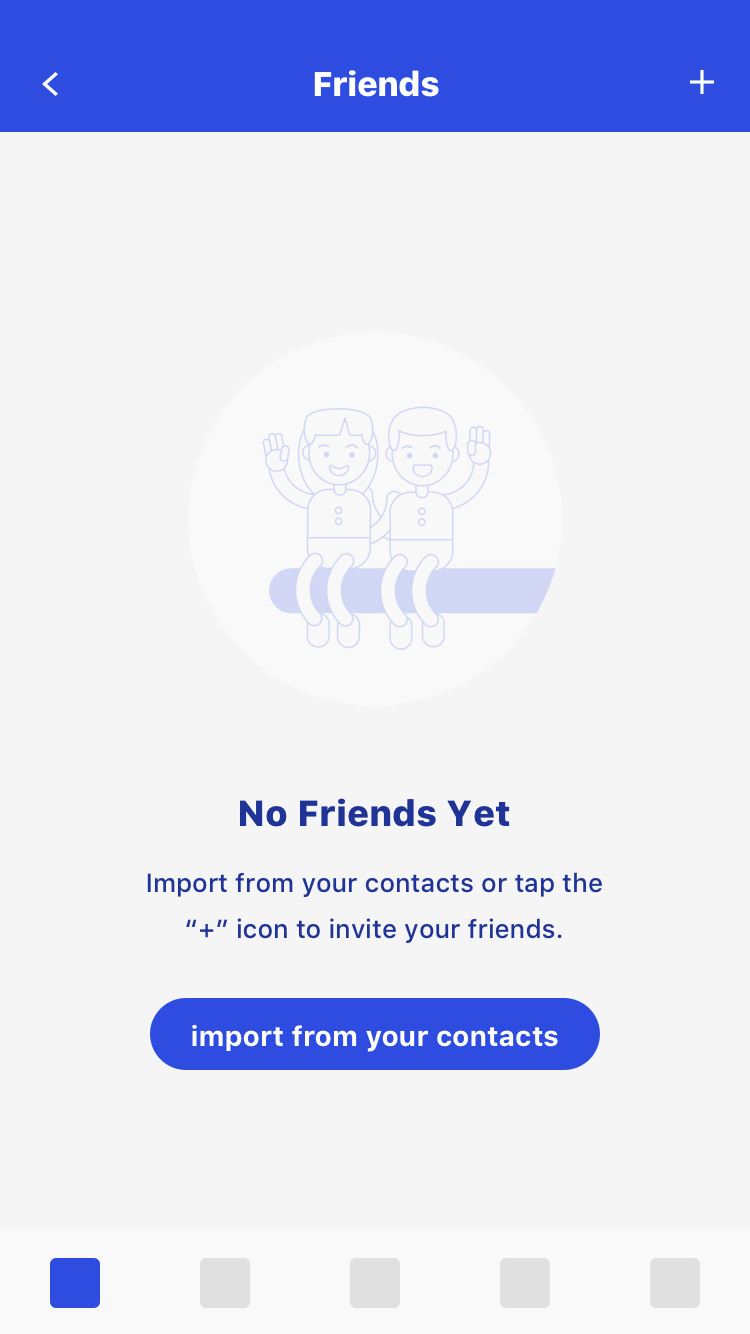 Friends
No Friends Yet
Import from your contacts or tap the
“+” icon to invite your friends.
import from your contacts